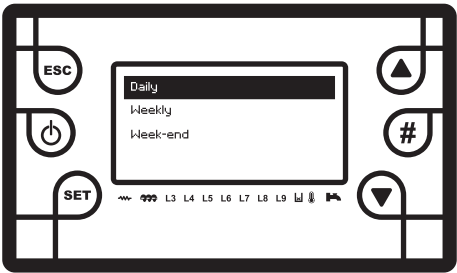 ESC
Daily
Weekly
Week-end
#
SET
L3 L4 L5 L6 L7 L8 L9